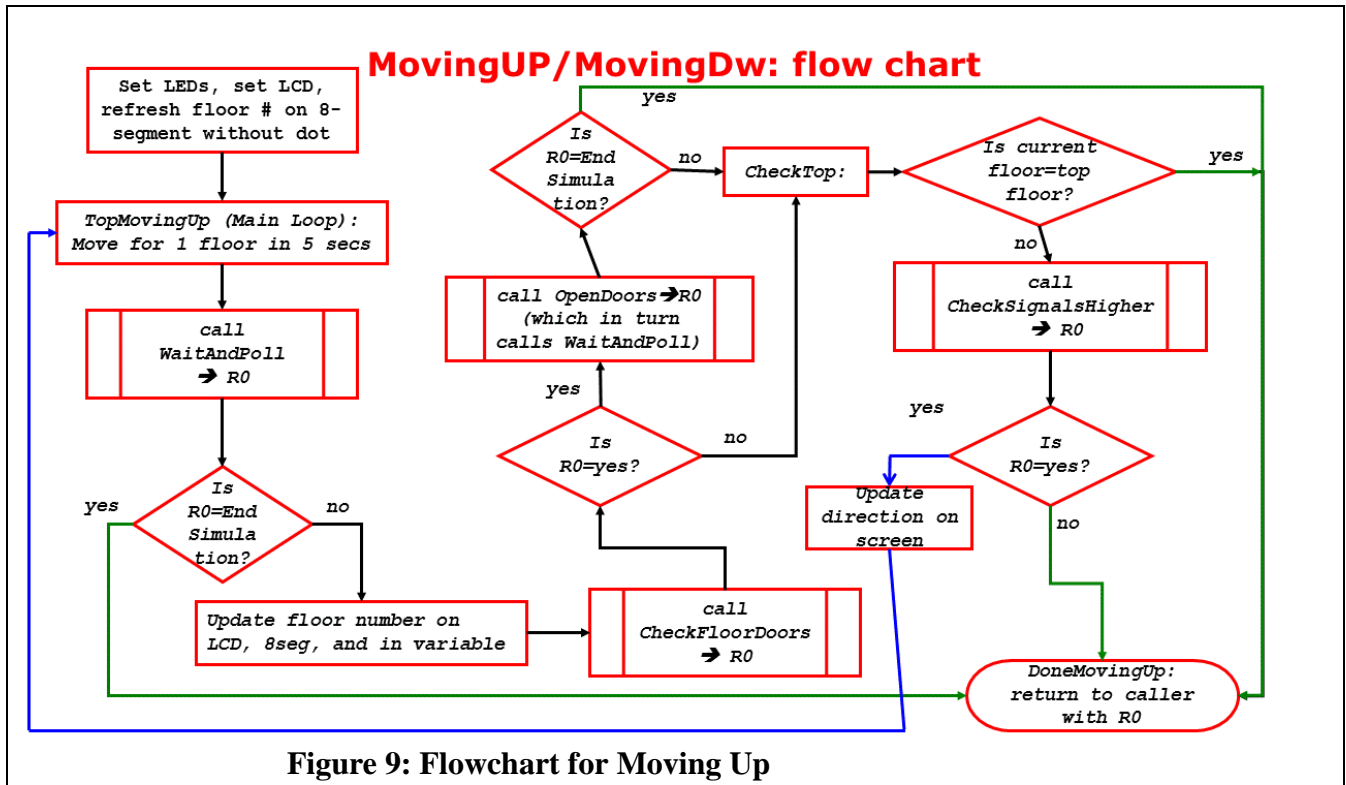 MovingUP/MovingDw: flow chart
Set LEDs, set LCD,
refresh floor # on 8-
segment without dot
TopMovingUp (Main Loop):
Move for 1 floor in 5 secs
call
WaitAndPoll
➔ R0
Is
R0=End
Simula
tion?
yes
no
Update floor number on
LCD, 8seg, and in variable
call
CheckFloorDoors
➔ R0
Is
R0=yes?
yes
no
call OpenDoors➔R0
(which in turn
calls WaitAndPoll)
Is
R0=End
Simula
tion?
yes
no
CheckTop:
Is current
floor=top
floor?
yes
no
call
CheckSignalsHigher
➔ R0
Is
R0=yes?
yes
no
Update
direction on
screen
DoneMovingUp:
return to caller
with R0
Figure 9: Flowchart for Moving Up